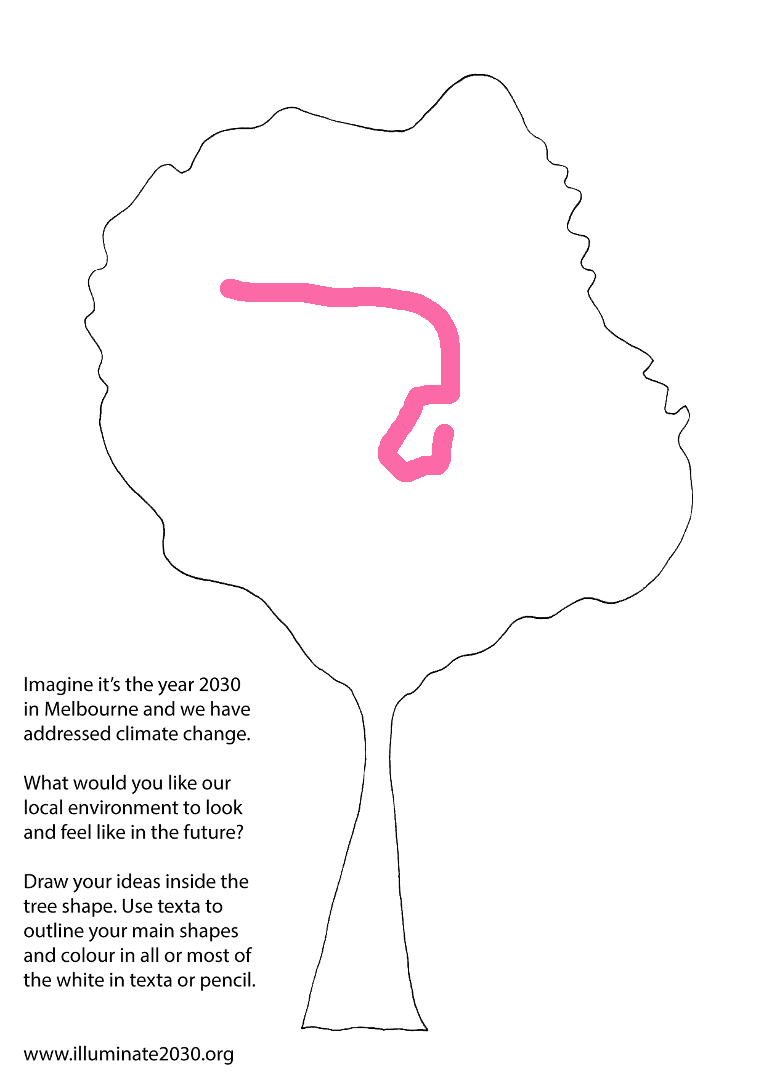 Imagine it’s the year 2030
in Melbourne and we have
addressed climate change.
What would you like our
local environment to look
and feel like in the future?
Draw your ideas inside the
tree shape. Use texta to
outline your main shapes
and colour in all or most of
the white in texta or pencil.
www.illuminate2030.org